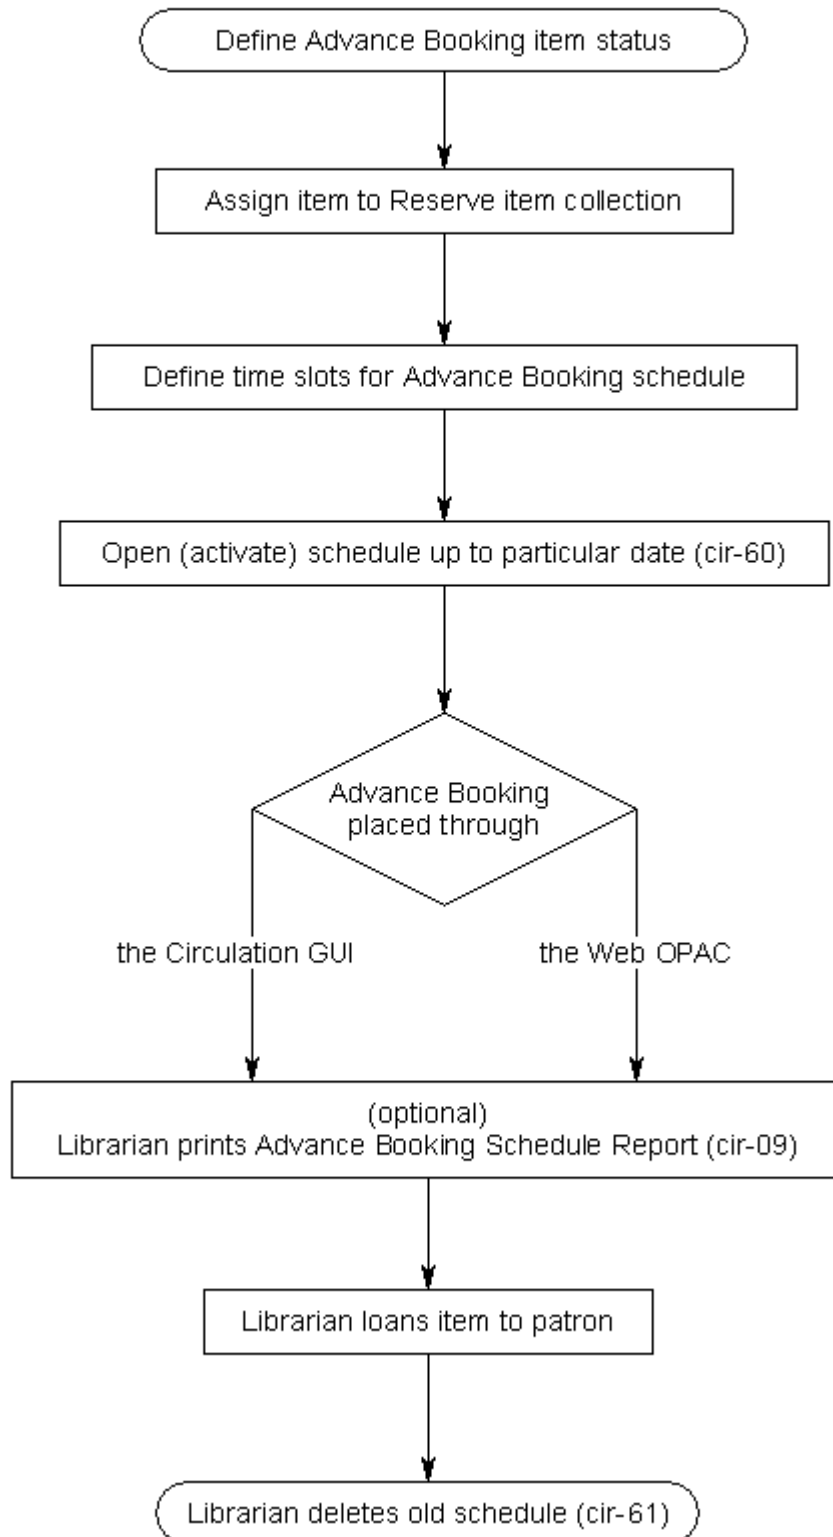 Define Advance Booking item status
Assign item to Reserve item collection
Define time slots for Advance Booking schedule
Open (activate) schedule up to particular date (cir-60)
Advance Booking
placed through
the Circulation GUI
the Web OPAC
(optional)
Librarian prints Advance Booking Schedule Report (cir-09)
Librarian loans item to patron
Librarian deletes old schedule (cir-61)